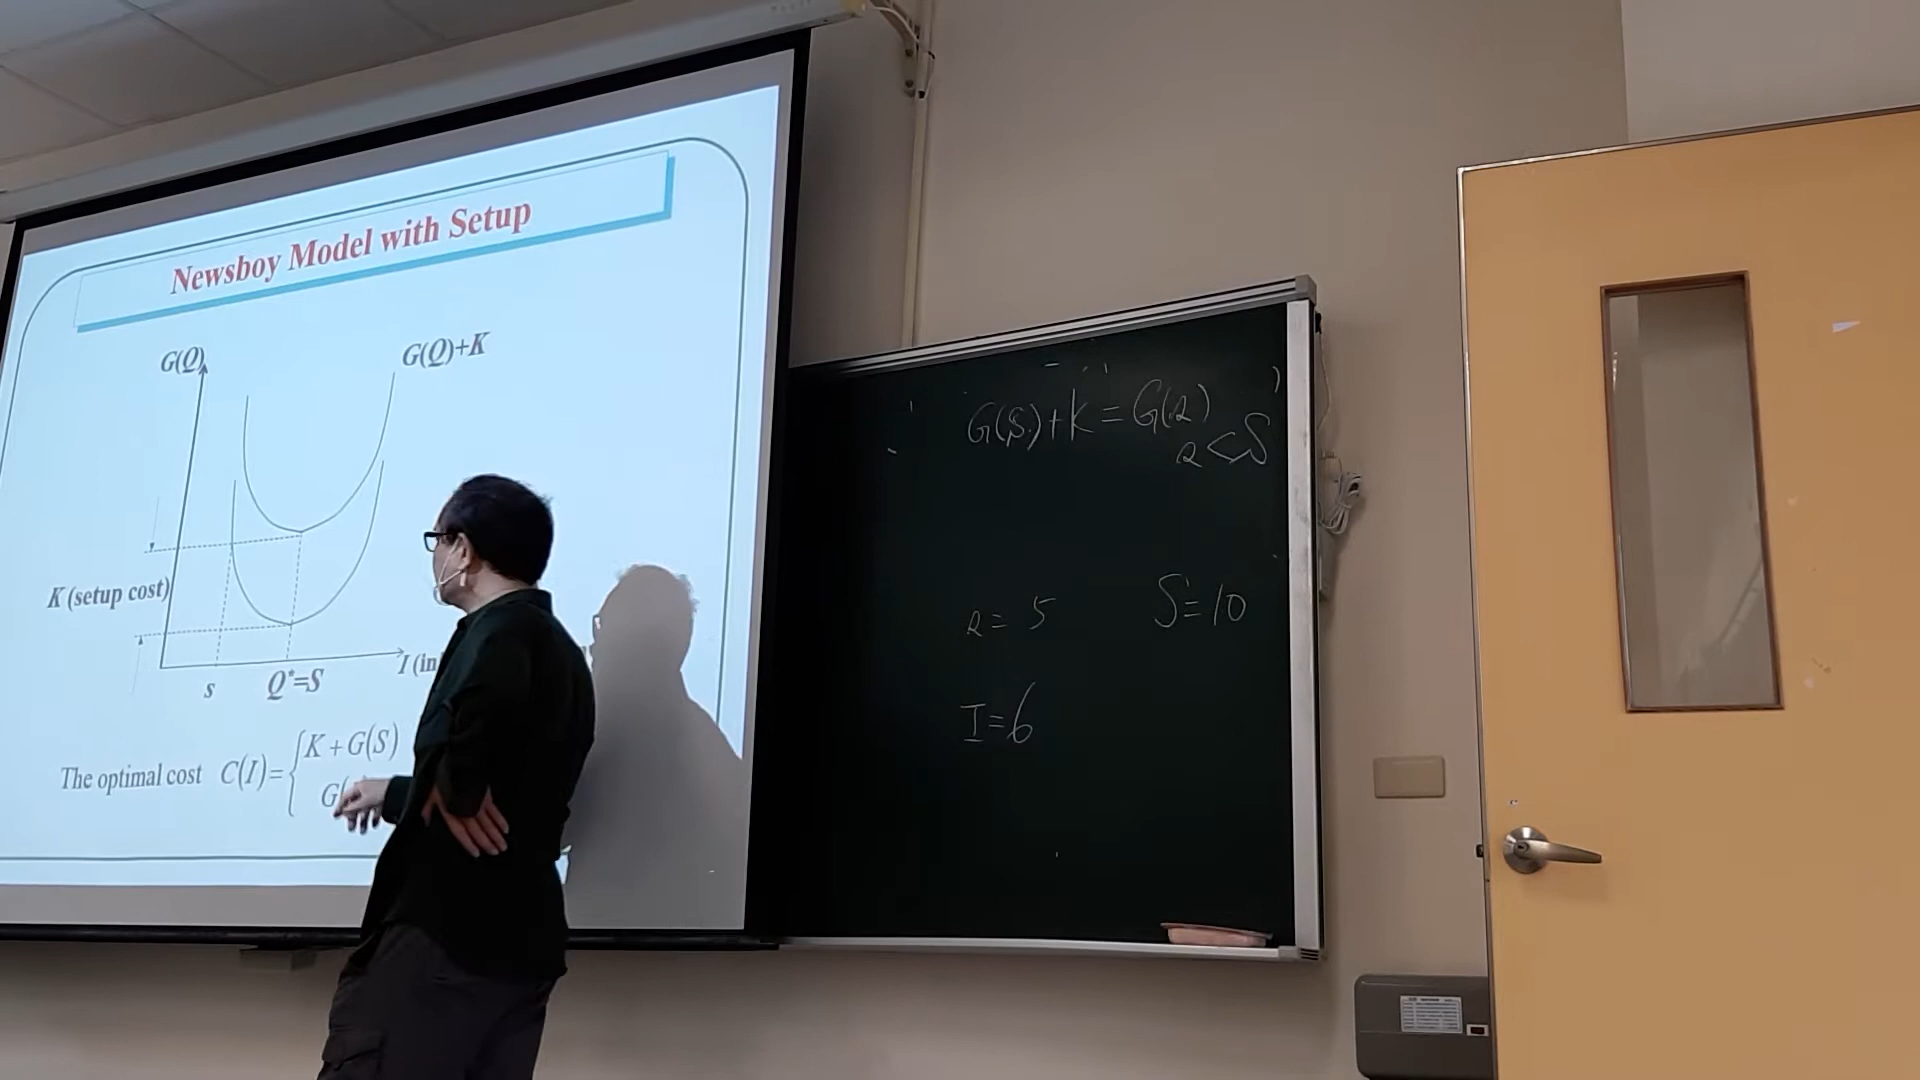 Newsboy Model with Setup
G(Q)
G(Q)+K
K (setup cost)
I (in
s
Q*=S
The optimal cost C(I)={K + G(S)
G(
G(S)+K=G(s)
s<S
s = 5
S=10
I=6